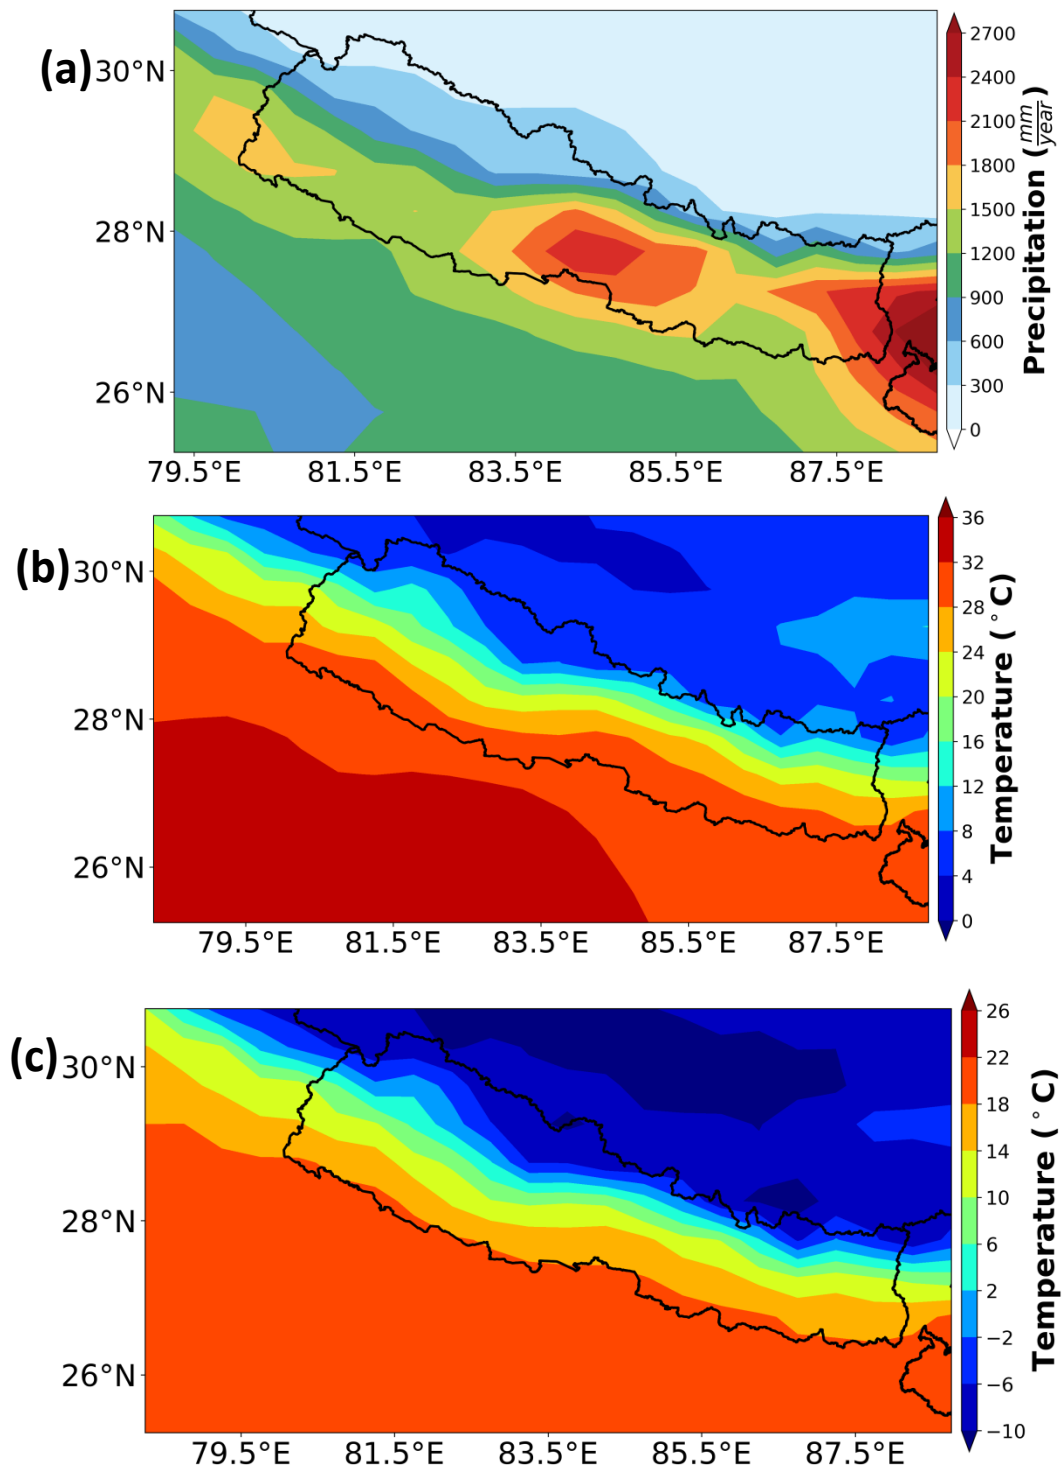 (a)
30°N
28°N
26°N
79.5°E 81.5°E 83.5°E 85.5°E 87.5°E
2700
2400
2100
1800
1500
1200
900
600
300
0
Precipitation (mm/year)
(b)
30°N
28°N
26°N
79.5°E 81.5°E 83.5°E 85.5°E 87.5°E
36
32
28
24
20
16
12
8
4
0
Temperature (°C)
(c)
30°N
28°N
26°N
79.5°E 81.5°E 83.5°E 85.5°E 87.5°E
26
22
18
14
10
6
2
−2
−6
−10
Temperature (°C)